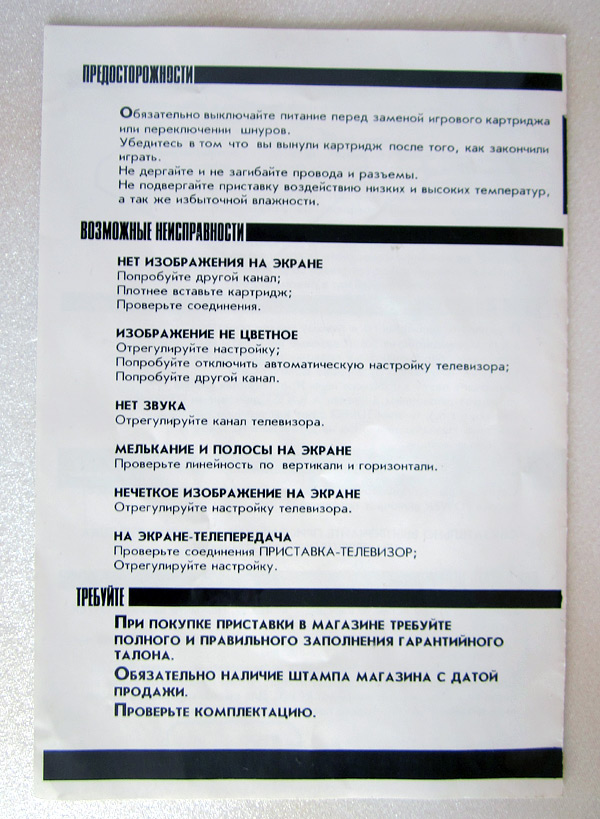 ПРЕДОСТОРОЖНОСТИ
Обязательно выключайте питание перед заменой игрового картриджа
или переключении шнуров.
Убедитесь в том что вы вынули картридж после того, как закончили
играть.
Не дергайте и не загибайте провода и разъемы.
Не подвергайте приставку воздействию низких и высоких температур,
а так же избыточной влажности.
ВОЗМОЖНЫЕ НЕИСПРАВНОСТИ
НЕТ ИЗОБРАЖЕНИЯ НА ЭКРАНЕ
Попробуйте другой канал;
Плотнее вставьте картридж;
Проверьте соединения.
ИЗОБРАЖЕНИЕ НЕ ЦВЕТНОЕ
Отрегулируйте настройку;
Попробуйте отключить автоматическую настройку телевизора;
Попробуйте другой канал.
НЕТ ЗВУКА
Отрегулируйте канал телевизора.
МЕЛЬКАНИЕ И ПОЛОСЫ НА ЭКРАНЕ
Проверьте линейность по вертикали и горизонтали.
НЕЧЕТКОЕ ИЗОБРАЖЕНИЕ НА ЭКРАНЕ
Отрегулируйте настройку телевизора.
НА ЭКРАНЕ-ТЕЛЕПЕРЕДАЧА
Проверьте соединения ПРИСТАВКА-ТЕЛЕВИЗОР;
Отрегулируйте настройку.
ТРЕБУЙТЕ
ПРИ ПОКУПКЕ ПРИСТАВКИ В МАГАЗИНЕ ТРЕБУЙТЕ
ПОЛНОГО И ПРАВИЛЬНОГО ЗАПОЛНЕНИЯ ГАРАНТИЙНОГО
ТАЛОНА.
ОБЯЗАТЕЛЬНО НАЛИЧИЕ ШТАМПА МАГАЗИНА С ДАТОЙ
ПРОДАЖИ.
ПРОВЕРЬТЕ КОМПЛЕКТАЦИЮ.